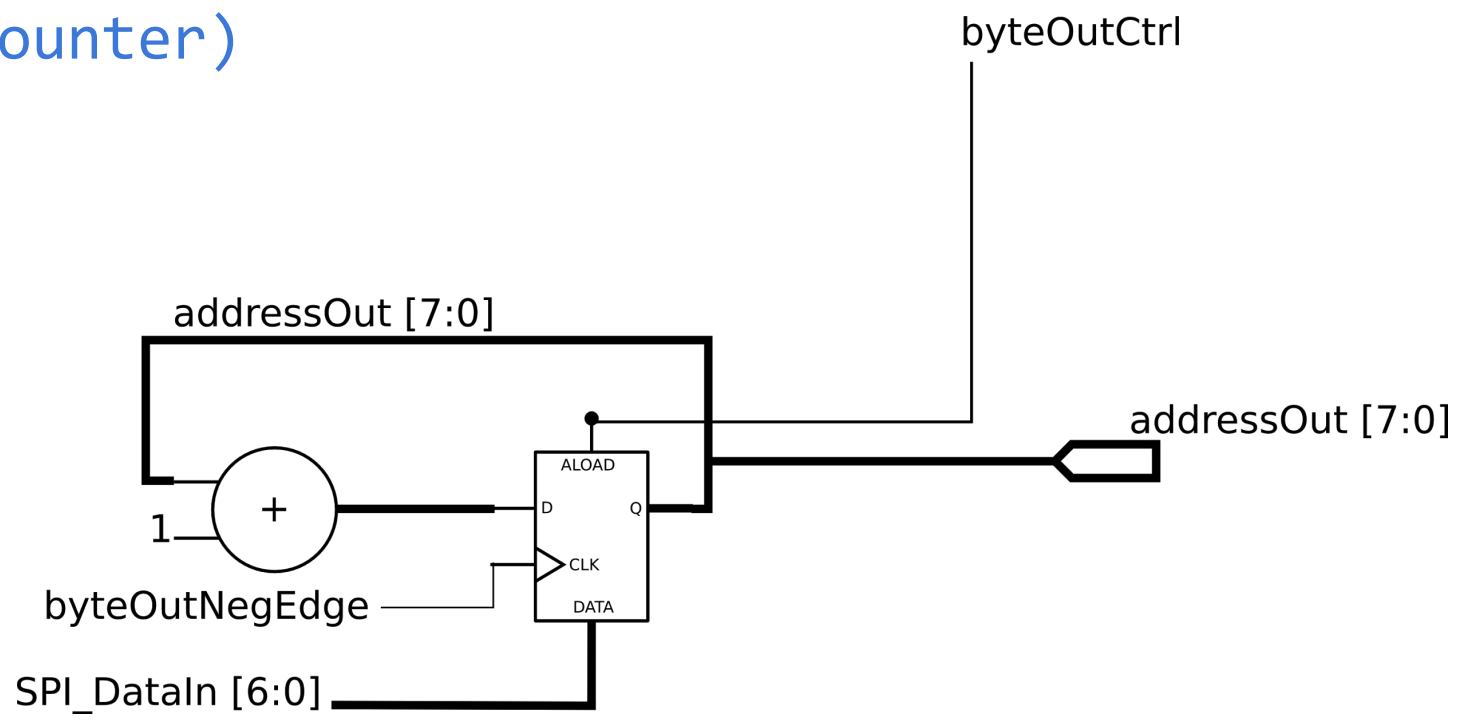 ounter)
byteOutCtrl
addressOut [7:0]
addressOut [7:0]
ALOAD
+
D
Q
1
CLK
byteOutNegEdge
DATA
SPI_DataIn [6:0]